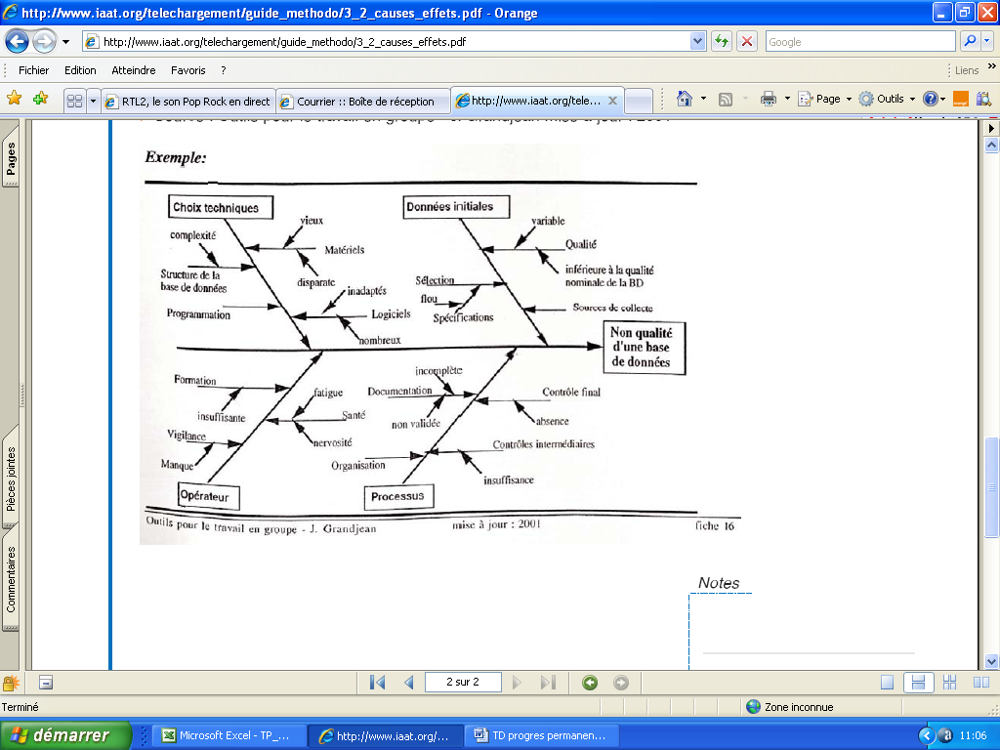 http://www.iaat.org/telechargement/guide_methodo/3_2_causes_effets.pdf - Orange
http://www.iaat.org/telechargement/guide_methodo/3_2_causes_effets.pdf
Google
Fichier Edition Atteindre Favoris ?
Liens »
RTL2, le son Pop Rock en direct
Courrier :: Boîte de réception
http://www.iaat.org/tele...
Page
Outils
Pages
Pièces jointes
Commentaires
Exemple:
Choix techniques
Données initiales
vieux
variable
complexité
Matériels
Qualité
Structure de la
base de données
disparate
inférieure à la qualité
nominale de la BD
Sélection
inadaptés
flou
Programmation
Logiciels
Spécifications
Sources de collecte
nombreux
Non qualité
d'une base
de données
Formation
incomplète
Documentation
Contrôle final
fatigue
insuffisante
Santé
non validée
absence
Vigilance
nervosité
Contrôles intermédiaires
Manque
Organisation
insuffisance
Opérateur
Processus
Outils pour le travail en groupe - J. Grandjean
mise à jour : 2001
fiche 16
Notes
2 sur 2
Terminé
Zone inconnue
démarrer
Microsoft Excel - TP_...
http://www.iaat.org/...
TD progres permanen...
11:06